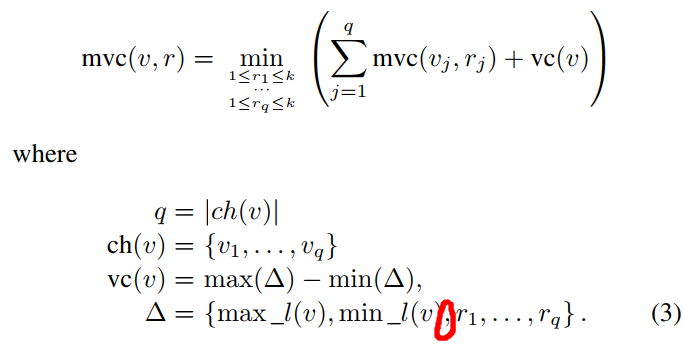 mvc(v, r) = min_{1≤r_1≤k ⋯ 1≤r_q≤k} ( ∑_{j=1}^{q} mvc(v_j, r_j) + vc(v) )
where
q = |ch(v)|
ch(v) = {v_1, . . . , v_q}
vc(v) = max(Δ) − min(Δ),
Δ = {max_l(v), min_l(v), r_1, . . . , r_q} . (3)